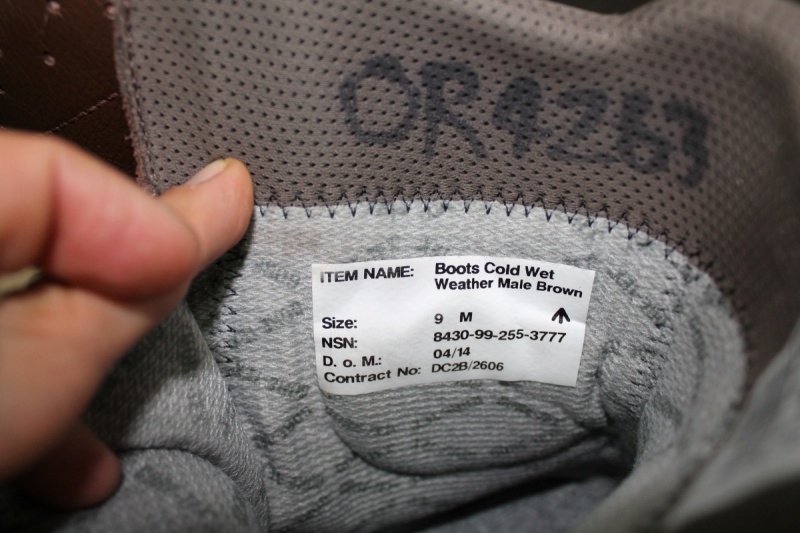 OR4263
ITEM NAME: Boots Cold Wet
Weather Male Brown
Size: 9 M
NSN: 8430-99-255-3777
D. o. M.: 04/14
Contract No: DC2B/2606